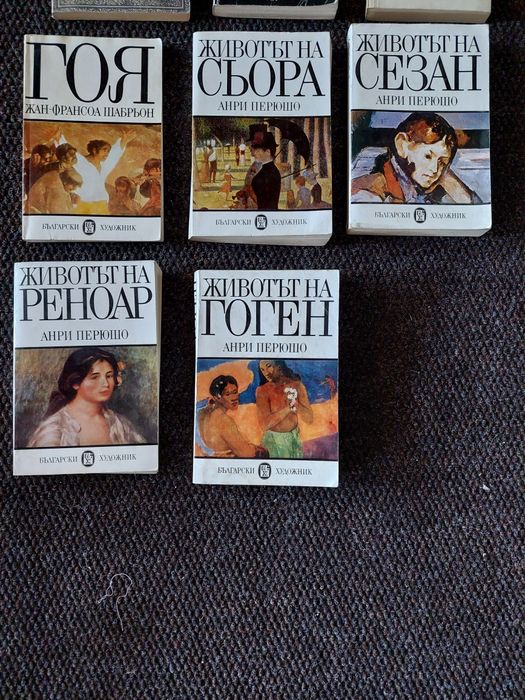 ГОЯ
ЖАН-ФРАНСОА ШАБРЬОН
БЪЛГАРСКИ ХУДОЖНИК
ЖИВОТЪТ НА
СЬОРА
АНРИ ПЕРЮШО
БЪЛГАРСКИ ХУДОЖНИК
ЖИВОТЪТ НА
СЕЗАН
АНРИ ПЕРЮШО
БЪЛГАРСКИ ХУДОЖНИК
ЖИВОТЪТ НА
РЕНОАР
АНРИ ПЕРЮШО
БЪЛГАРСКИ ХУДОЖНИК
ЖИВОТЪТ НА
ГОГЕН
АНРИ ПЕРЮШО
БЪЛГАРСКИ ХУДОЖНИК